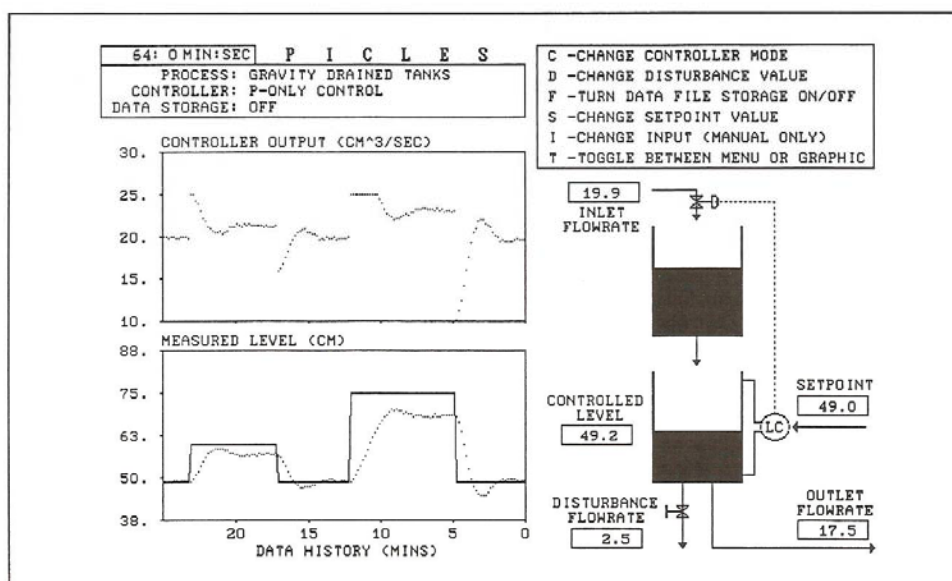 64: 0 MIN:SEC P I C L E S
PROCESS: GRAVITY DRAINED TANKS
CONTROLLER: P-ONLY CONTROL
DATA STORAGE: OFF
C -CHANGE CONTROLLER MODE
D -CHANGE DISTURBANCE VALUE
F -TURN DATA FILE STORAGE ON/OFF
S -CHANGE SETPOINT VALUE
I -CHANGE INPUT (MANUAL ONLY)
T -TOGGLE BETWEEN MENU OR GRAPHIC
CONTROLLER OUTPUT (CM^3/SEC)
30.
25.
20.
15.
10.
MEASURED LEVEL (CM)
88.
75.
63.
50.
38.
20 15 10 5 0
DATA HISTORY (MINS)
19.9
INLET
FLOWRATE
CONTROLLED
LEVEL
49.2
LC
SETPOINT
49.0
DISTURBANCE
FLOWRATE
2.5
OUTLET
FLOWRATE
17.5